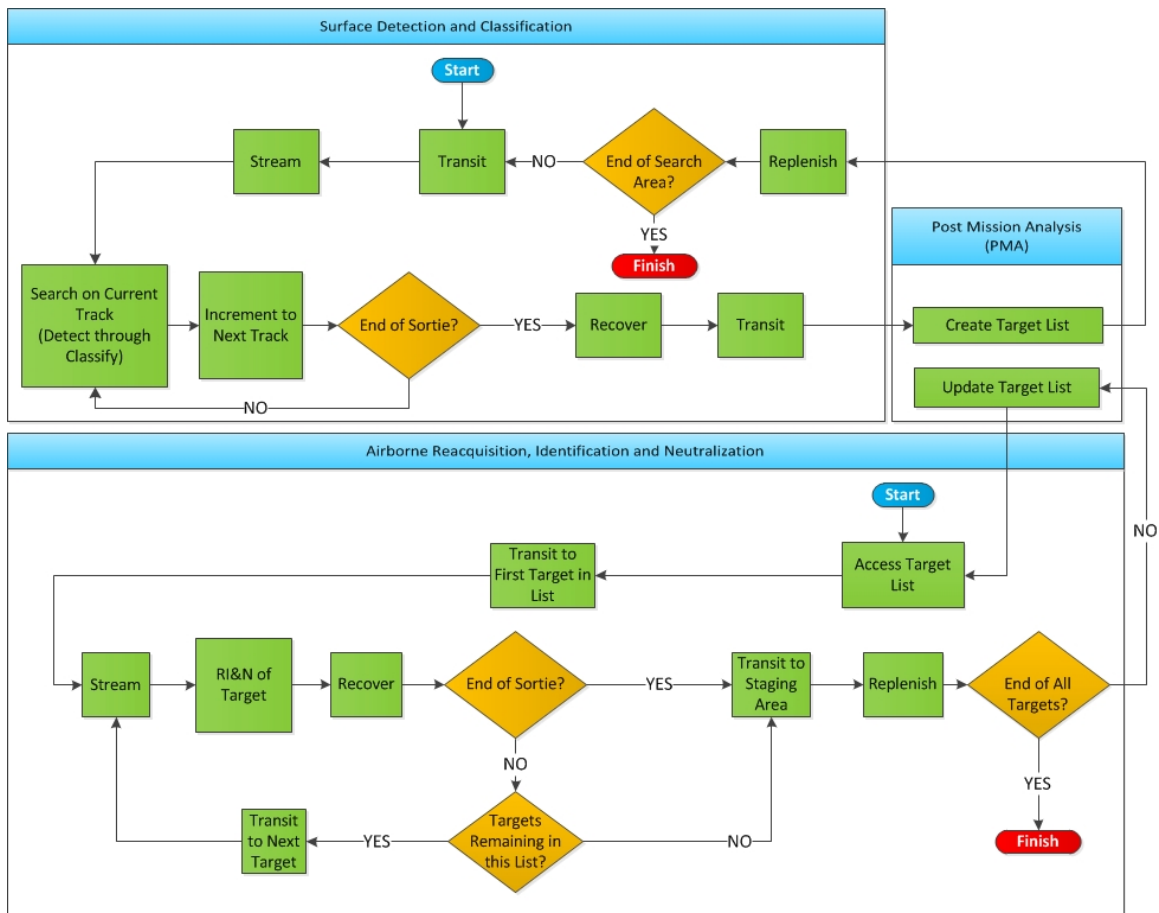 Surface Detection and Classification
Start
Stream
Transit
NO
End of Search
Area?
Replenish
YES
Finish
Post Mission Analysis
(PMA)
Search on Current
Track
(Detect through
Classify)
Increment to
Next Track
End of Sortie?
YES
Recover
Transit
Create Target List
NO
Update Target List
Airborne Reacquisition, Identification and Neutralization
Start
NO
Transit to
First Target in
List
Access Target
List
Stream
RI&N of
Target
Recover
End of Sortie?
YES
Transit to
Staging
Area
Replenish
End of All
Targets?
NO
YES
Transit
to Next
Target
YES
Targets
Remaining in
this List?
NO
Finish